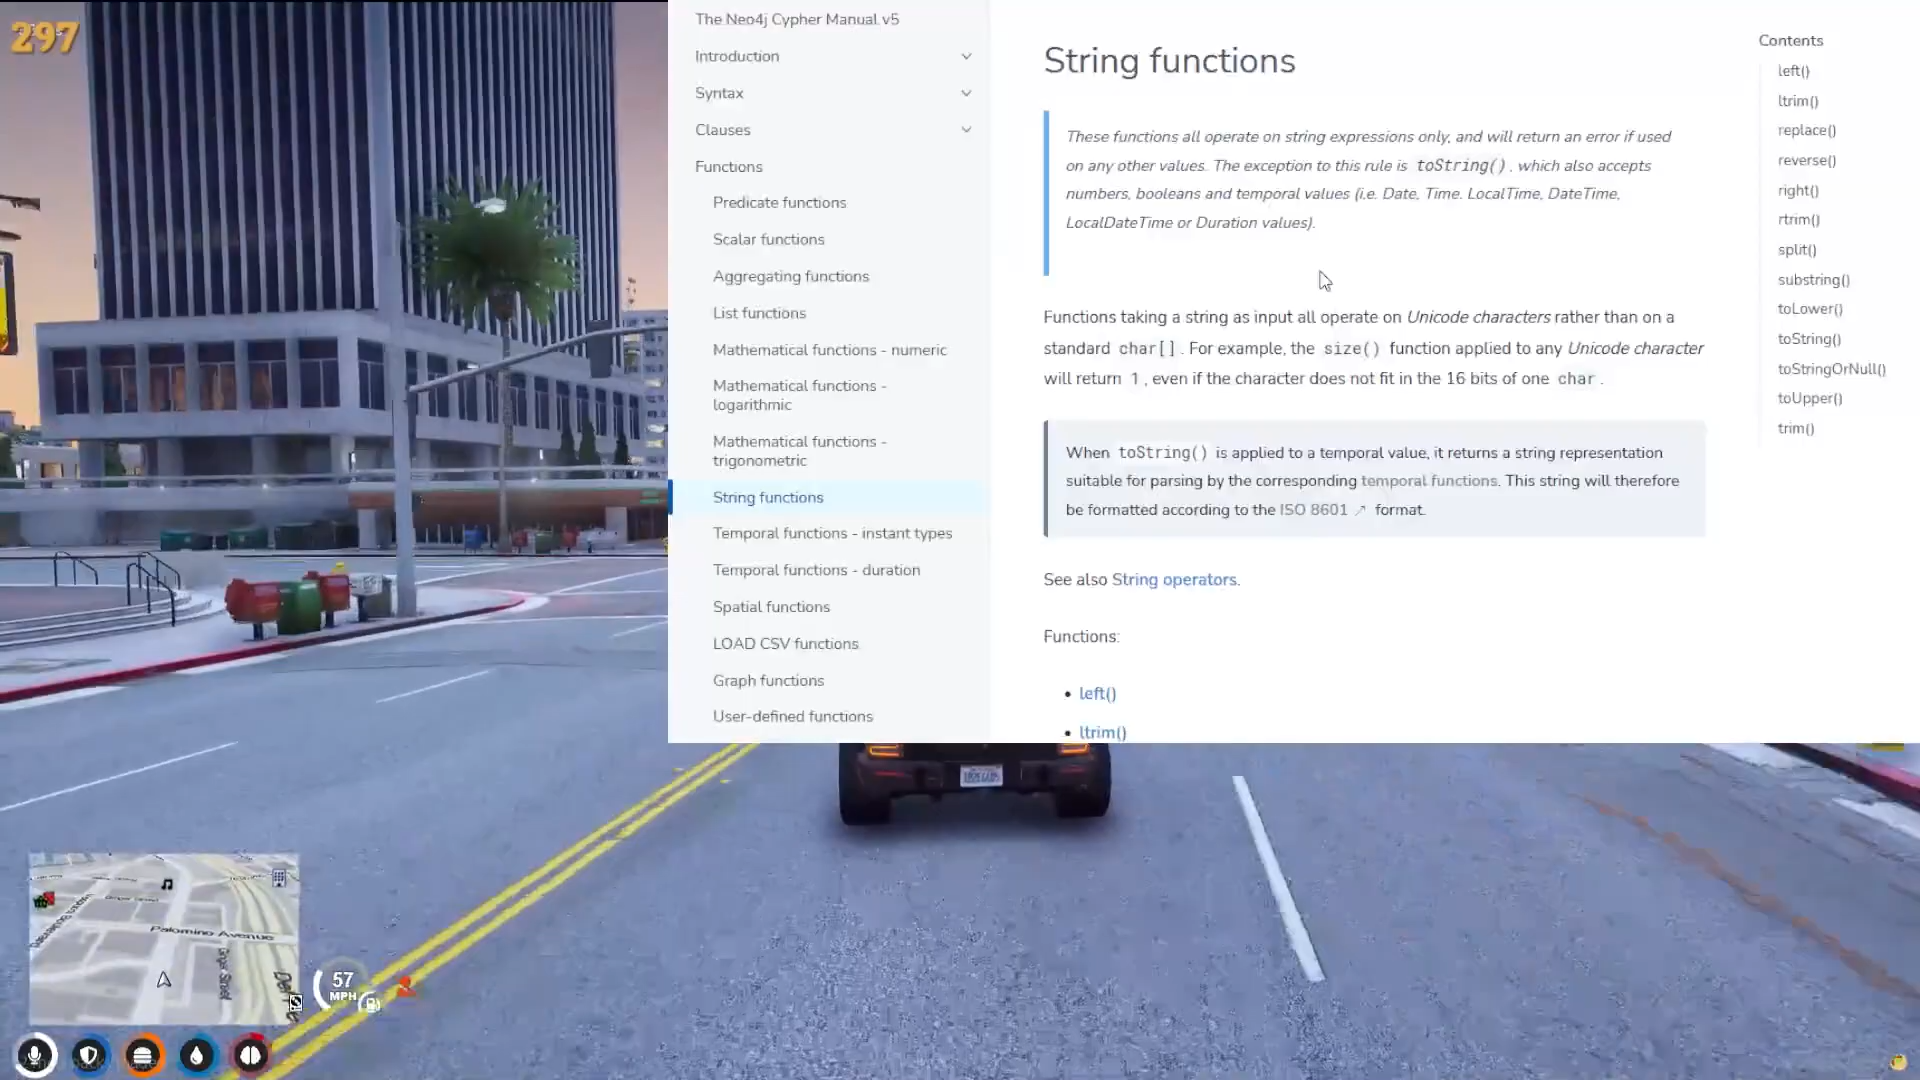 297
The Neo4j Cypher Manual v5
Introduction
Syntax
Clauses
Functions
Predicate functions
Scalar functions
Aggregating functions
List functions
Mathematical functions - numeric
Mathematical functions -
logarithmic
Mathematical functions -
trigonometric
String functions
Temporal functions - instant types
Temporal functions - duration
Spatial functions
LOAD CSV functions
Graph functions
User-defined functions
String functions
These functions all operate on string expressions only, and will return an error if used
on any other values. The exception to this rule is toString(), which also accepts
numbers, booleans and temporal values (i.e. Date, Time. LocalTime, DateTime,
LocalDateTime or Duration values).
Functions taking a string as input all operate on Unicode characters rather than on a
standard char[]. For example, the size() function applied to any Unicode character
will return 1, even if the character does not fit in the 16 bits of one char.
When toString() is applied to a temporal value, it returns a string representation
suitable for parsing by the corresponding temporal functions. This string will therefore
be formatted according to the ISO 8601 ↗ format.
See also String operators.
Functions:
• left()
• ltrim()
Contents
left()
ltrim()
replace()
reverse()
right()
rtrim()
split()
substring()
toLower()
toString()
toStringOrNull()
toUpper()
trim()
Palomino Avenue
57
MPH